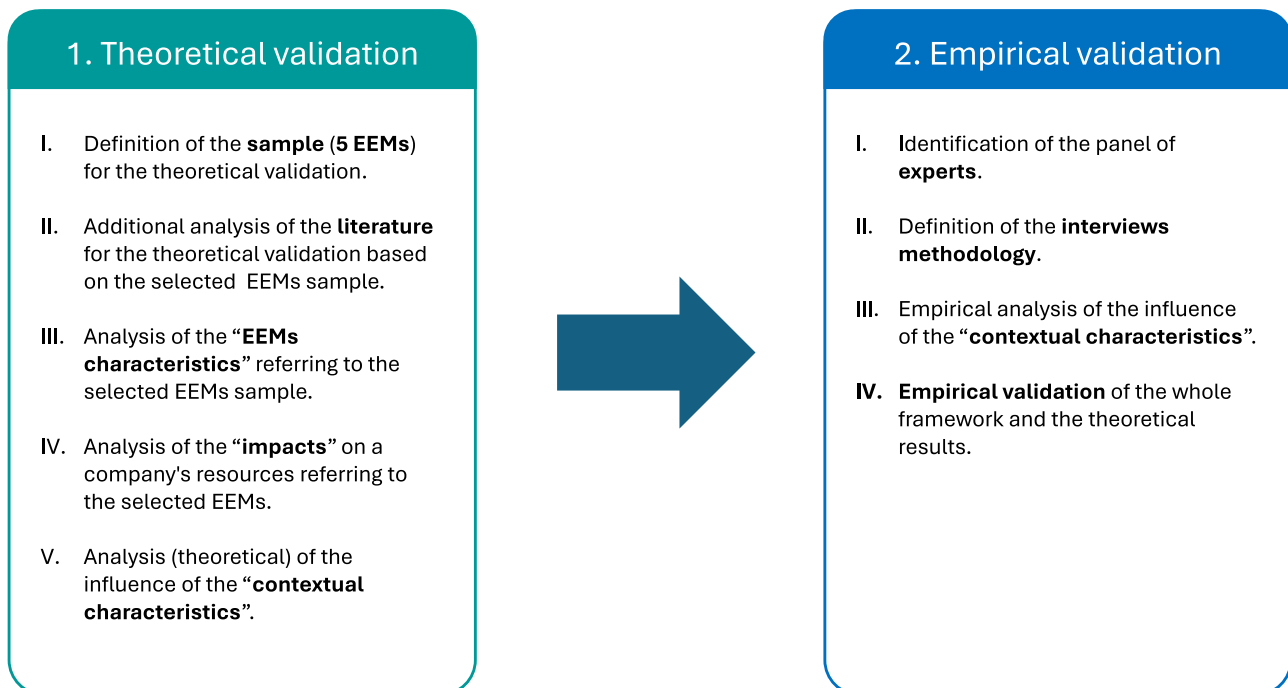 1. Theoretical validation
I. Definition of the sample (5 EEMs)
for the theoretical validation.
II. Additional analysis of the literature
for the theoretical validation based
on the selected EEMs sample.
III. Analysis of the “EEMs
characteristics” referring to the
selected EEMs sample.
IV. Analysis of the “impacts” on a
company's resources referring to
the selected EEMs.
V. Analysis (theoretical) of the
influence of the “contextual
characteristics”.
2. Empirical validation
I. Identification of the panel of
experts.
II. Definition of the interviews
methodology.
III. Empirical analysis of the influence
of the “contextual characteristics”.
IV. Empirical validation of the whole
framework and the theoretical
results.